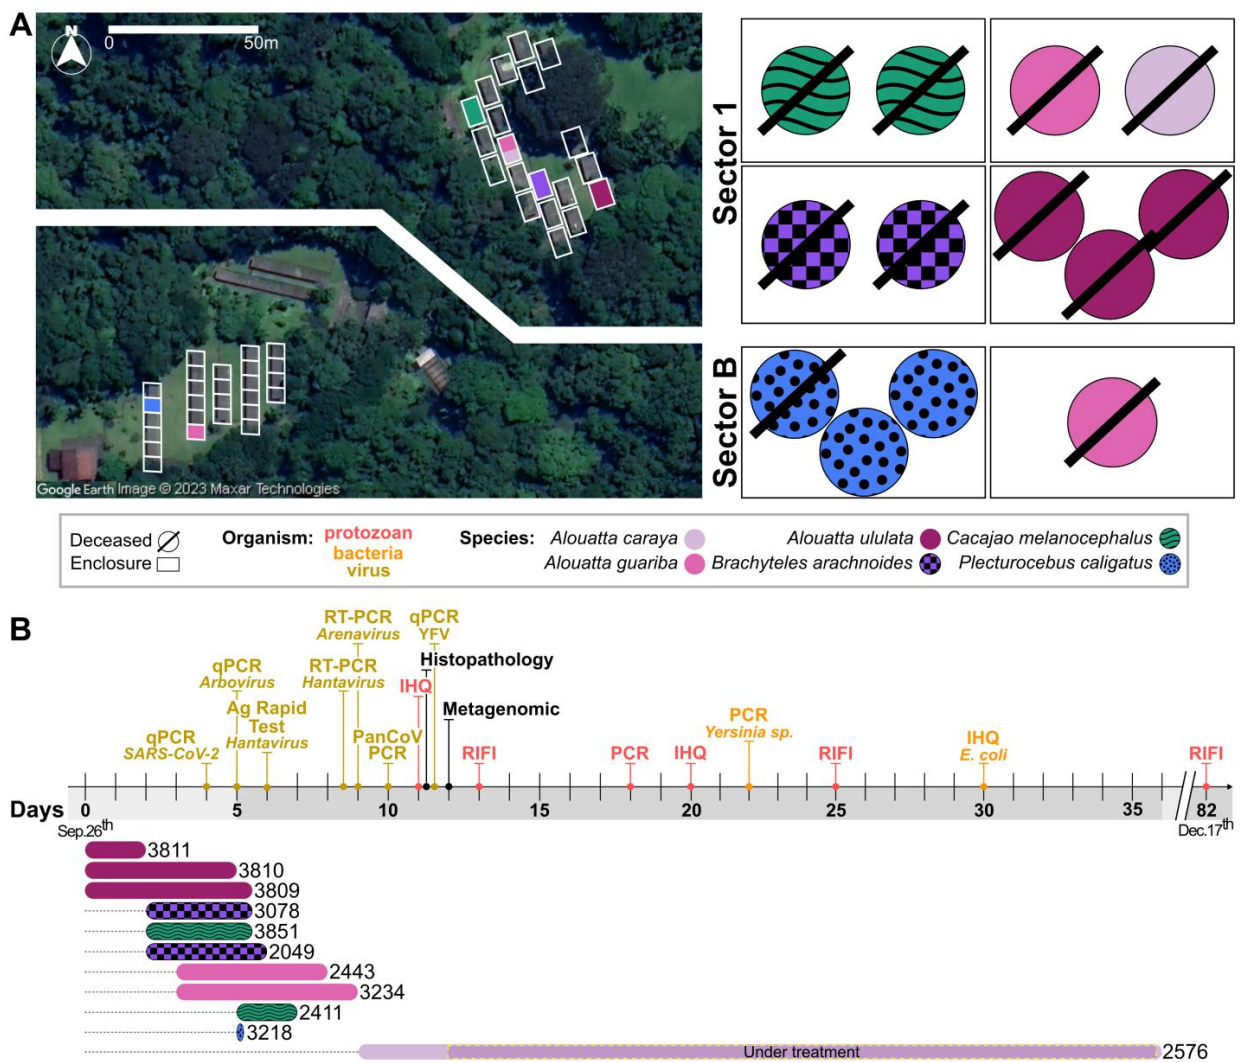 A
N
0
50m
Google Earth Image © 2023 Maxar Technologies
Sector 1
Sector B
Deceased
Enclosure
Organism:
protozoan
bacteria
virus
Species:
Alouatta caraya
Alouatta guariba
Alouatta ululata
Brachyteles arachnoides
Cacajao melanocephalus
Plecturocebus caligatus
B
qPCR
SARS-CoV-2
qPCR
Arbovirus
Ag Rapid
Test
Hantavirus
RT-PCR
Hantavirus
RT-PCR
Arenavirus
PanCoV
PCR
IHQ
Histopathology
qPCR
YFV
Metagenomic
RIFI
PCR
IHQ
PCR
Yersinia sp.
RIFI
IHQ
E. coli
RIFI
Days 0 5 10 15 20 25 30 35 82
Sep.26th
Dec.17th
3811
3810
3809
3078
3851
2049
2443
3234
2411
3218
Under treatment 2576